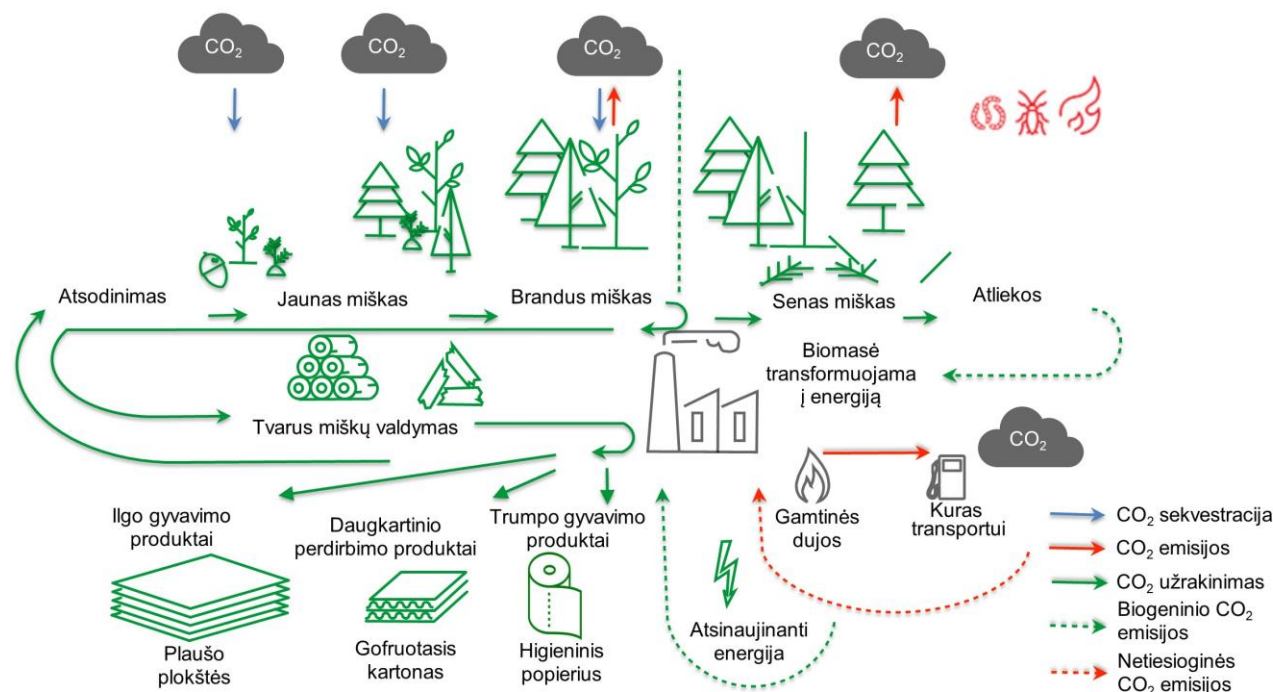 CO₂
CO₂
CO₂
CO₂
Atsodinimas
Jaunas miškas
Brandus miškas
Senas miškas
Atliekos
Biomasė
transformuojama
į energiją
Tvarus miškų valdymas
CO₂
Gamtinės
dujos
Kuras
transportui
Ilgo gyvavimo
produktai
Daugkartinio
perdirbimo produktai
Trumpo gyvavimo
produktai
Plaušo
plokštės
Gofruotasis
kartonas
Higieninis
popierius
Atsinaujinanti
energija
CO₂ sekvestracija
CO₂ emisijos
CO₂ užrakinimas
Biogeninio CO₂
emisijos
Netiesioginės
CO₂ emisijos